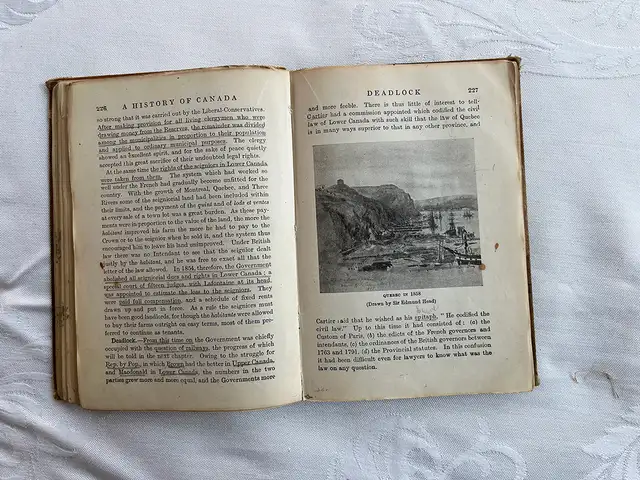 226 A HISTORY OF CANADA
so strong that it was carried out by the Liberal-Conservatives.
After making provision for all living clergymen who were
drawing money from the Reserves, the remainder was divided
among the municipalities in proportion to their population
and applied to ordinary municipal purposes. The clergy
showed an excellent spirit, and for the sake of peace quietly
accepted this great sacrifice of their undoubted legal rights.
At the same time the rights of the seigniors in Lower Canada
were taken from them. The system which had worked so
well under the French had gradually become unfitted for the
country. With the growth of Montreal, Quebec, and Three
Rivers some of the seignorial land had been included within
their limits, and the payment of the quint and of lods et ventes
at every sale of a town lot was a great burden. As these pay-
ments were in proportion to the value of the land, the more the
habitant improved his farm the more he had to pay to the
Crown or to the seignior when he sold it, and the system thus
encouraged him to leave his land unimproved. Under British
law there was no intendant to see that the seignior dealt
justly by the habitant, and he was free to exact all that the
letter of the law allowed. In 1854, therefore, the Government
abolished all seignorial dues and rights in Lower Canada; a
special court of fifteen judges, with Lafontaine at its head,
was appointed to estimate the loss to the seigniors. They
were paid full compensation, and a schedule of fixed rents
drawn up and put in force. As a rule the seigniors must
have been good landlords, for though the habitants were allowed
to buy their farms outright on easy terms, most of them pre-
ferred to continue as tenants.
Deadlock.—From this time on the Government was chiefly
occupied with the question of railways, the progress of which
will be told in the next chapter. Owing to the struggle for
Rep. by Pop., in which Brown had the better in Upper Canada,
and Macdonald in Lower Canada, the numbers in the two
parties grew more and more equal, and the Governments more
DEADLOCK 227
and more feeble. There is thus little of interest to tell.
Cartier had a commission appointed which codified the civil
law of Lower Canada with such skill that the law of Quebec
is in many ways superior to that in any other province, and
QUEBEC IN 1858.
(Drawn by Sir Edmund Head)
Cartier said that he wished as his epitaph, "He codified the
civil law." Up to this time it had consisted of: (a) the
Custom of Paris, (b) the edicts of the French governors and
intendants, (c) the ordinances of the British governors between
1763 and 1791, (d) the Provincial statutes. In this confusion
it had been difficult even for lawyers to know what was the
law on any question.